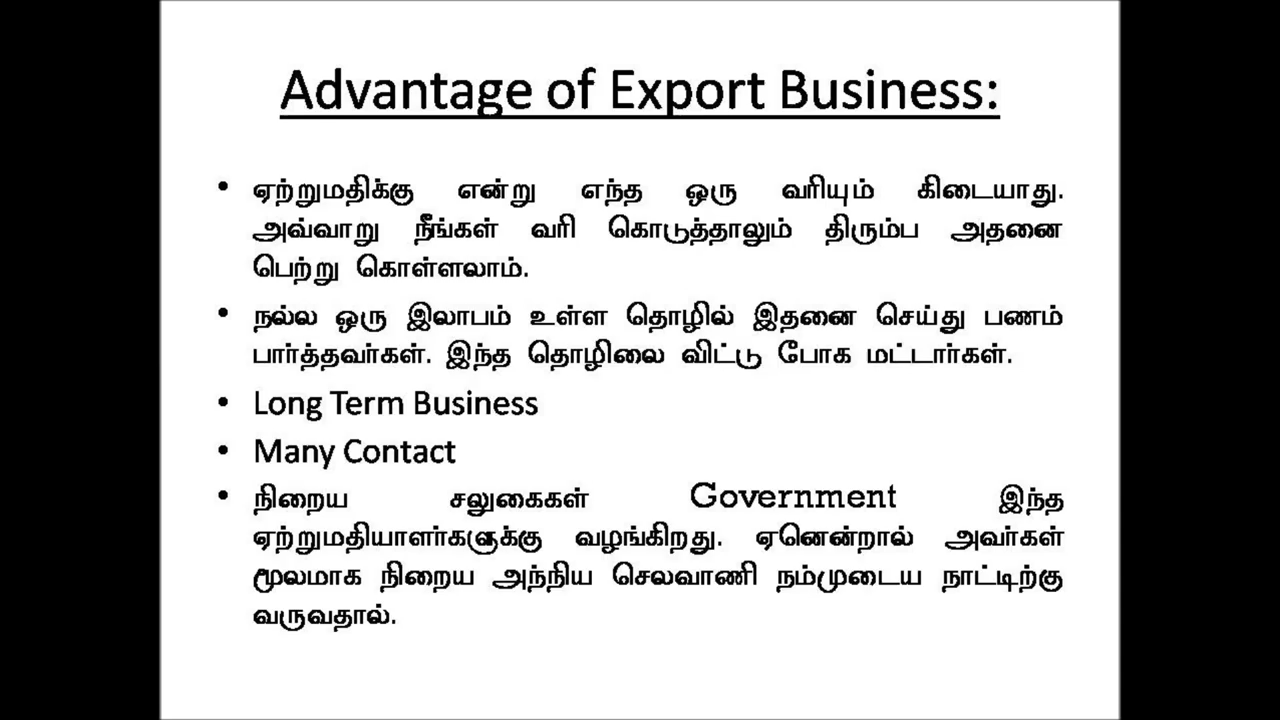 Advantage of Export Business:
• ஏற்றுமதிக்கு என்று எந்த ஒரு வரியும் கிடையாது.
அவ்வாறு நீங்கள் வரி கொடுத்தாலும் திரும்ப அதனை
பெற்று கொள்ளலாம்.
• நல்ல ஒரு இலாபம் உள்ள தொழில் இதனை செய்து பணம்
பார்த்தவர்கள். இந்த தொழிலை விட்டு போக மட்டார்கள்.
• Long Term Business
• Many Contact
• நிறைய சலுகைகள் Government இந்த
ஏற்றுமதியாளர்களுக்கு வழங்கிறது. ஏனென்றால் அவர்கள்
மூலமாக நிறைய அந்நிய செலவாணி நம்முடைய நாட்டிற்கு
வருவதால்.